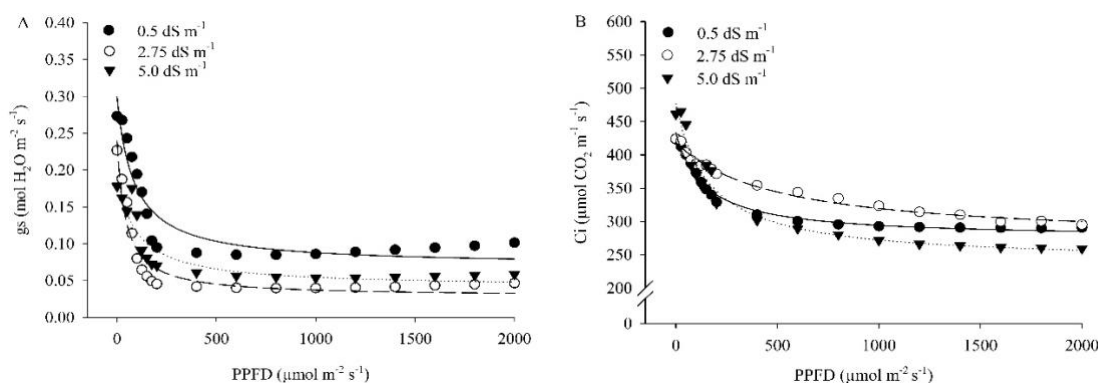 A
0.40
0.35
0.30
0.25
0.20
0.15
0.10
0.05
0.00
gs (mol H₂O m⁻² s⁻¹)
0.5 dS m⁻¹
2.75 dS m⁻¹
5.0 dS m⁻¹
0 500 1000 1500 2000
PPFD (µmol m⁻² s⁻¹)
B
600
550
500
450
400
350
300
250
200
0
Ci (µmol CO₂ m⁻¹ s⁻¹)
0.5 dS m⁻¹
2.75 dS m⁻¹
5.0 dS m⁻¹
0 500 1000 1500 2000
PPFD (µmol m⁻² s⁻¹)